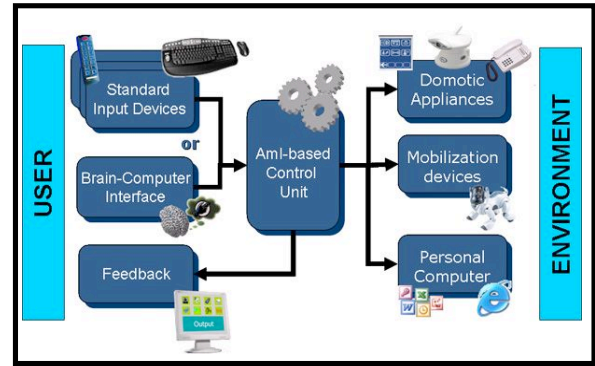 USER
Standard
Input Devices
or
Brain-Computer
Interface
Feedback
Output
AmI-based
Control
Unit
Domotic
Appliances
Mobilization
devices
Personal
Computer
ENVIRONMENT